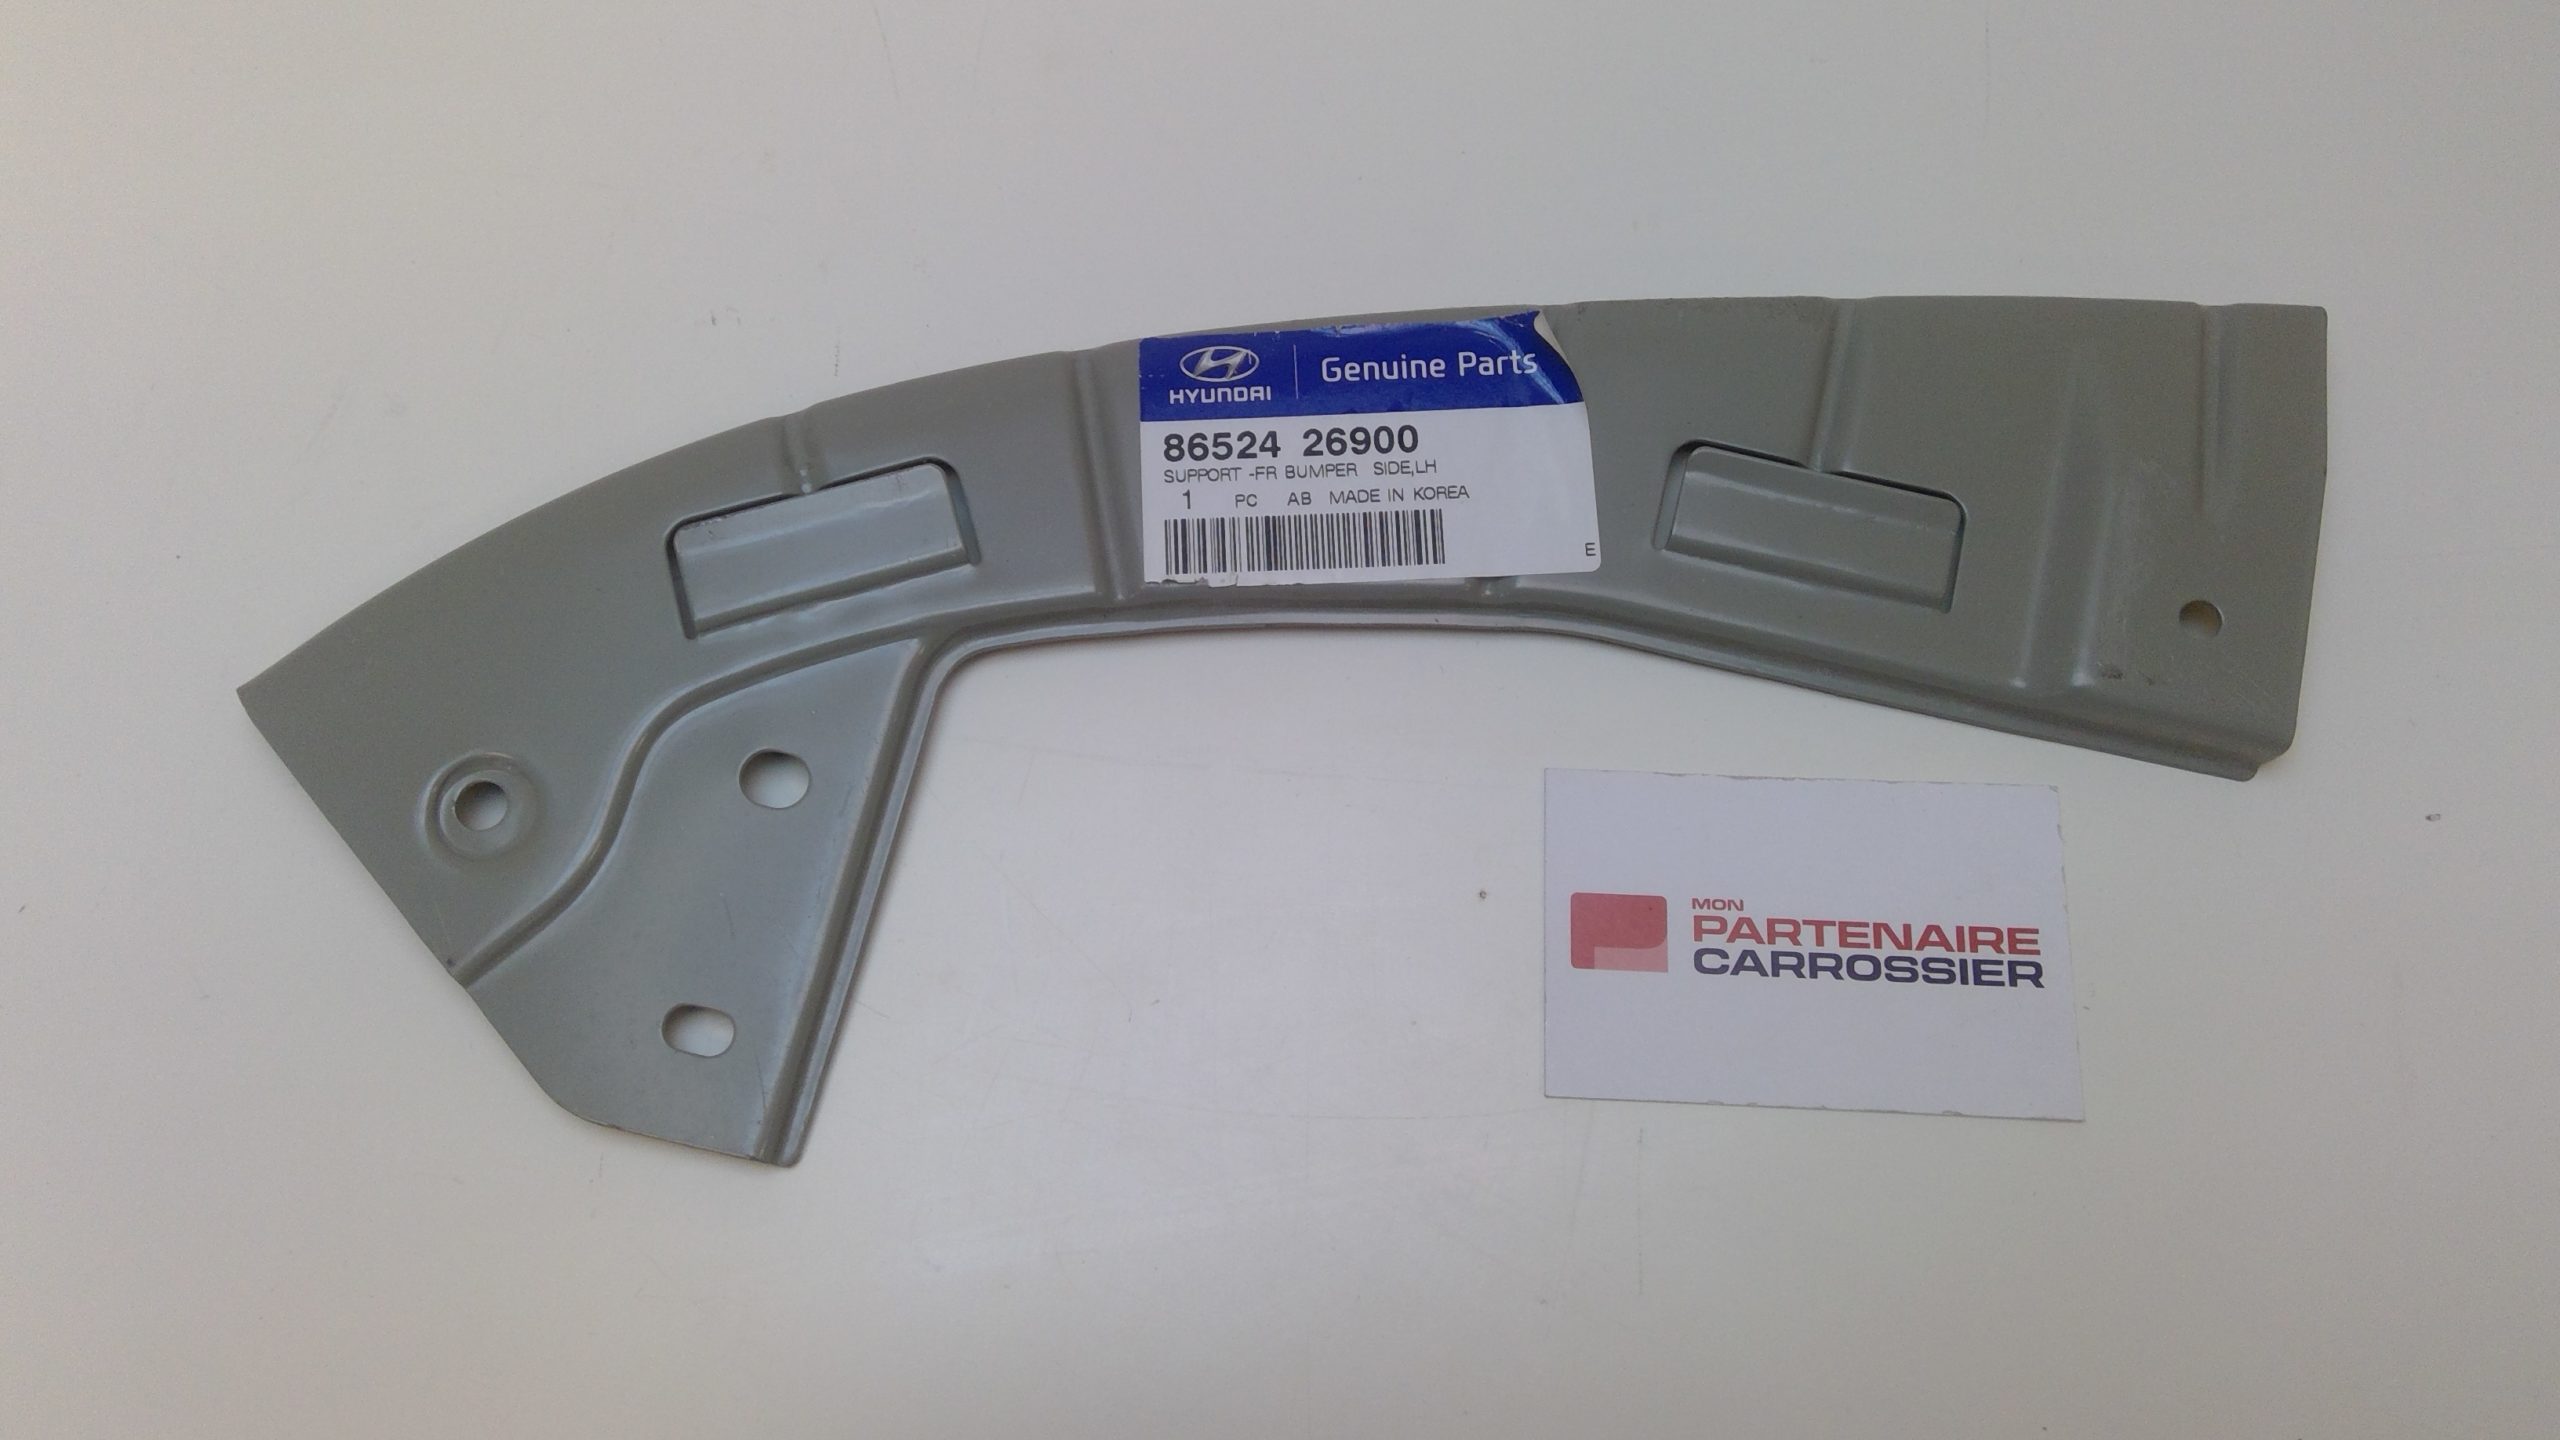 HYUNDAI
Genuine Parts
86524 26900
SUPPORT -FR BUMPER SIDE,LH
1 PC AB MADE IN KOREA
E
MON
PARTENAIRE
CARROSSIER